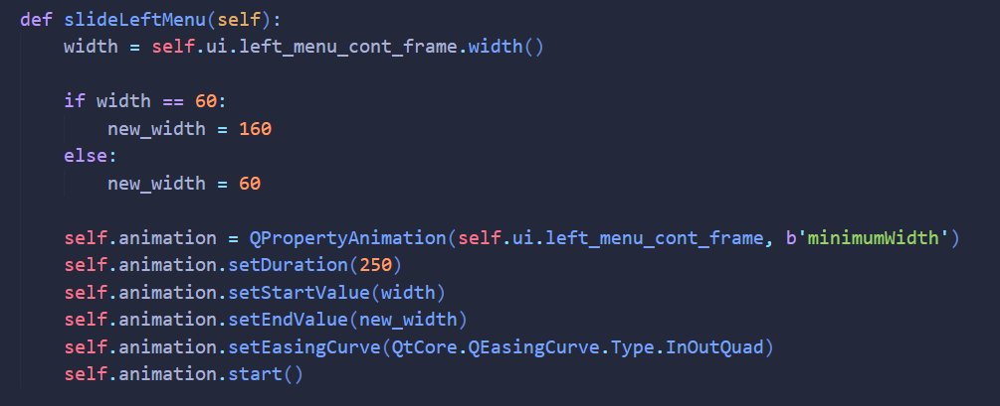 def slideLeftMenu(self):
    width = self.ui.left_menu_cont_frame.width()

    if width == 60:
        new_width = 160
    else:
        new_width = 60

    self.animation = QPropertyAnimation(self.ui.left_menu_cont_frame, b'minimumWidth')
    self.animation.setDuration(250)
    self.animation.setStartValue(width)
    self.animation.setEndValue(new_width)
    self.animation.setEasingCurve(QtCore.QEasingCurve.Type.InOutQuad)
    self.animation.start()